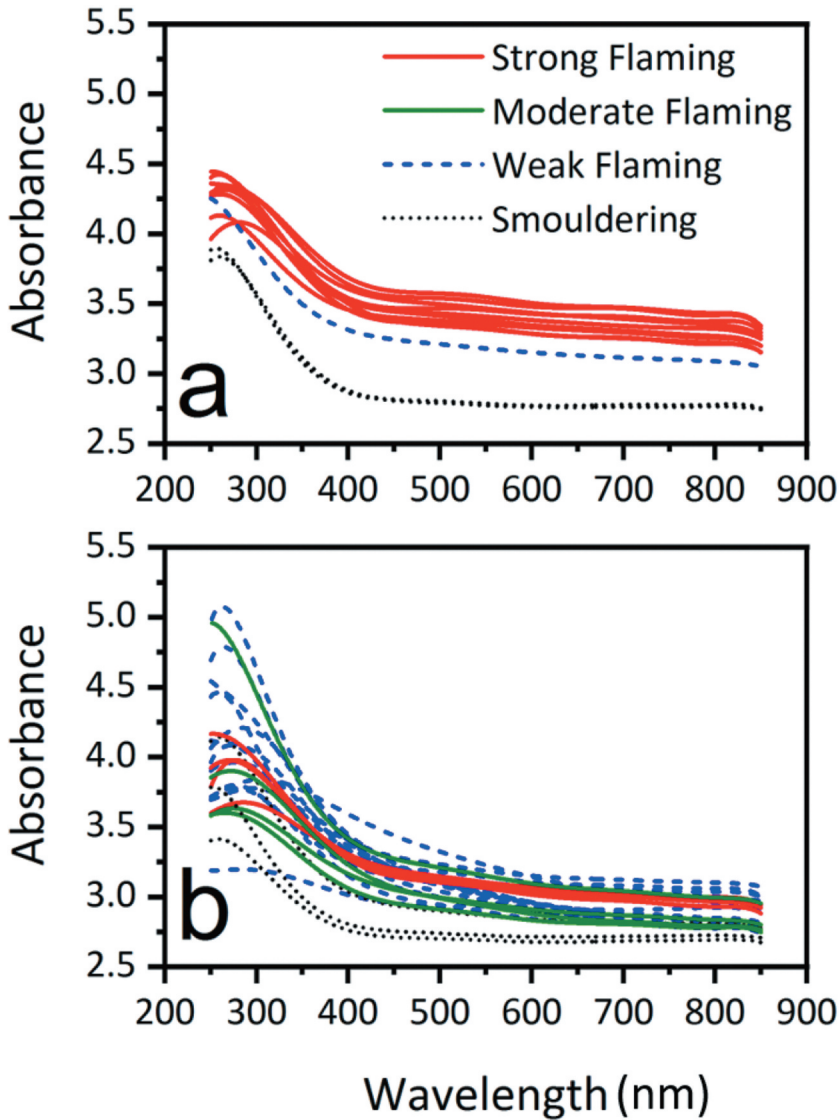 5.5
5.0
4.5
4.0
3.5
3.0
2.5
Absorbance
Strong Flaming
Moderate Flaming
Weak Flaming
Smouldering
a
200 300 400 500 600 700 800 900
5.5
5.0
4.5
4.0
3.5
3.0
2.5
Absorbance
b
200 300 400 500 600 700 800 900
Wavelength (nm)